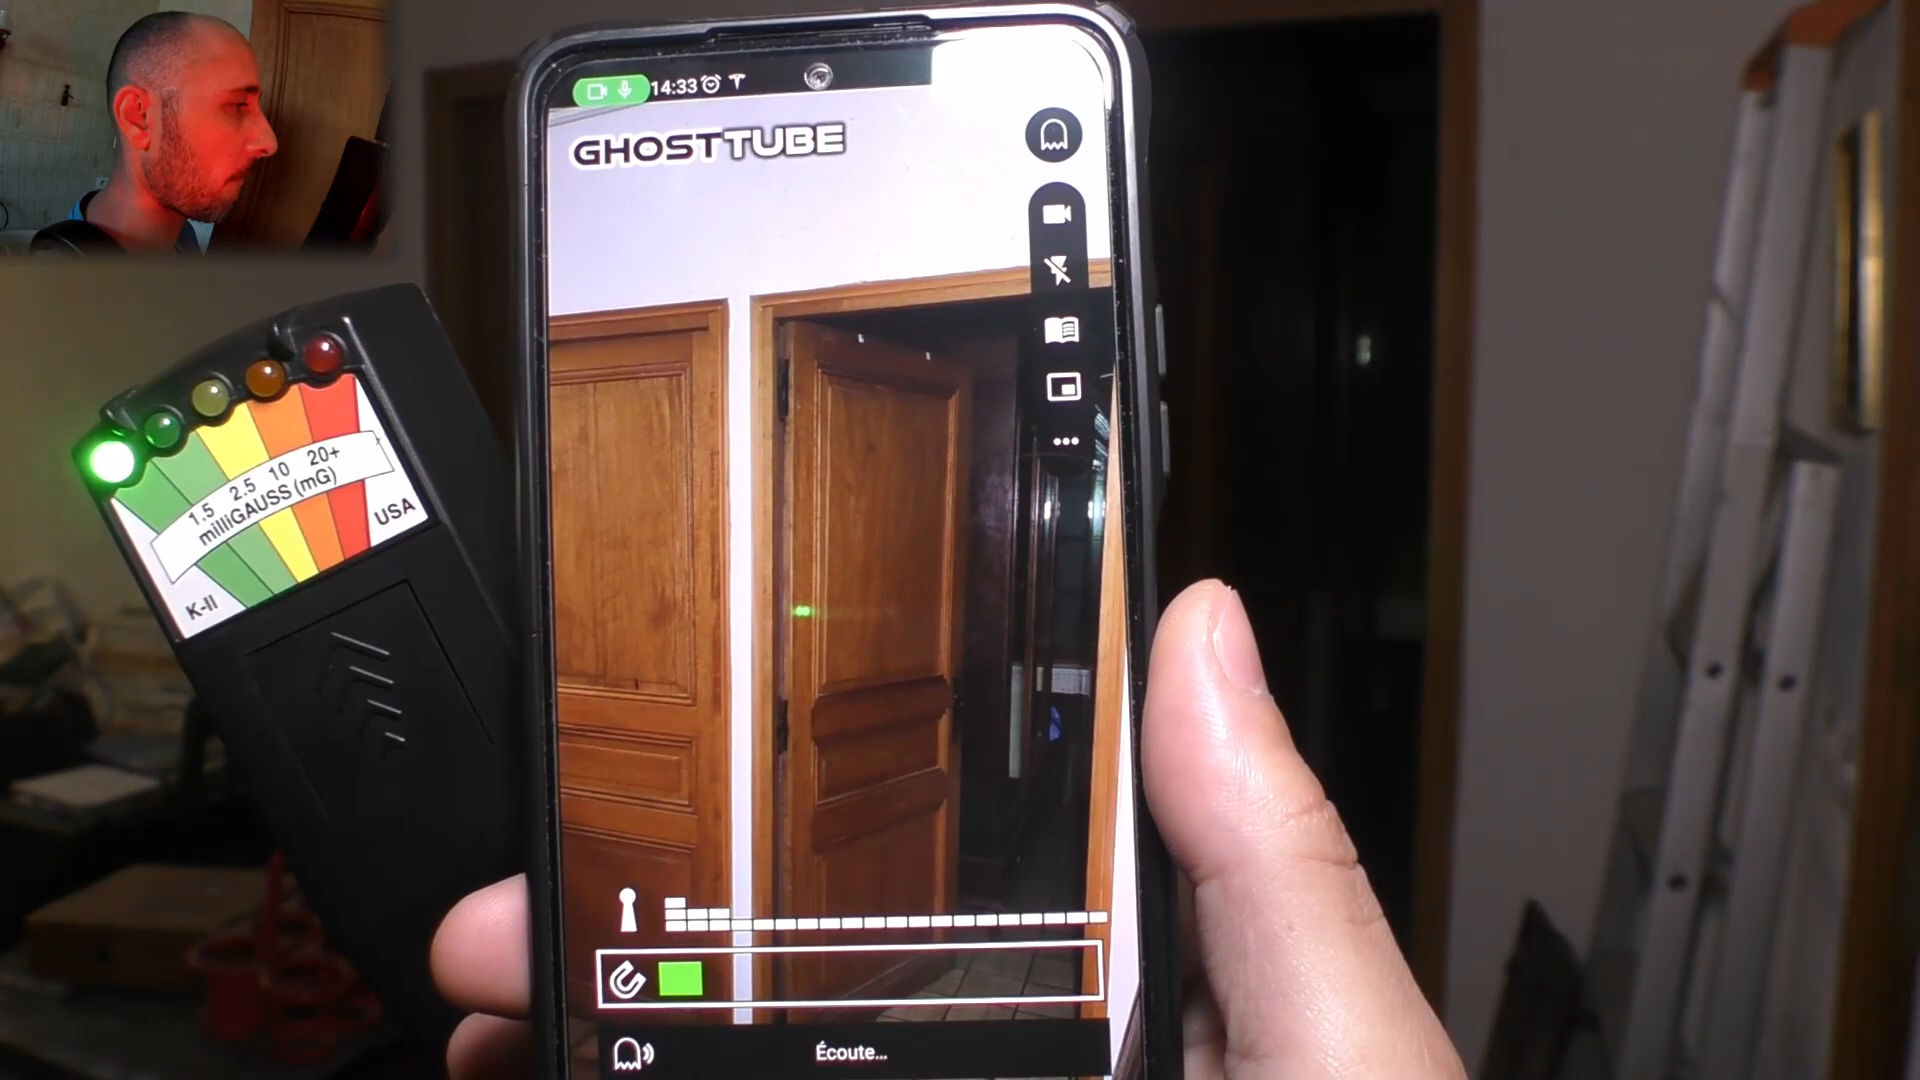 14:33
GHOSTTUBE
1.5 2.5 10 20+
milliGAUSS (mG)
USA
K-II
Écoute...